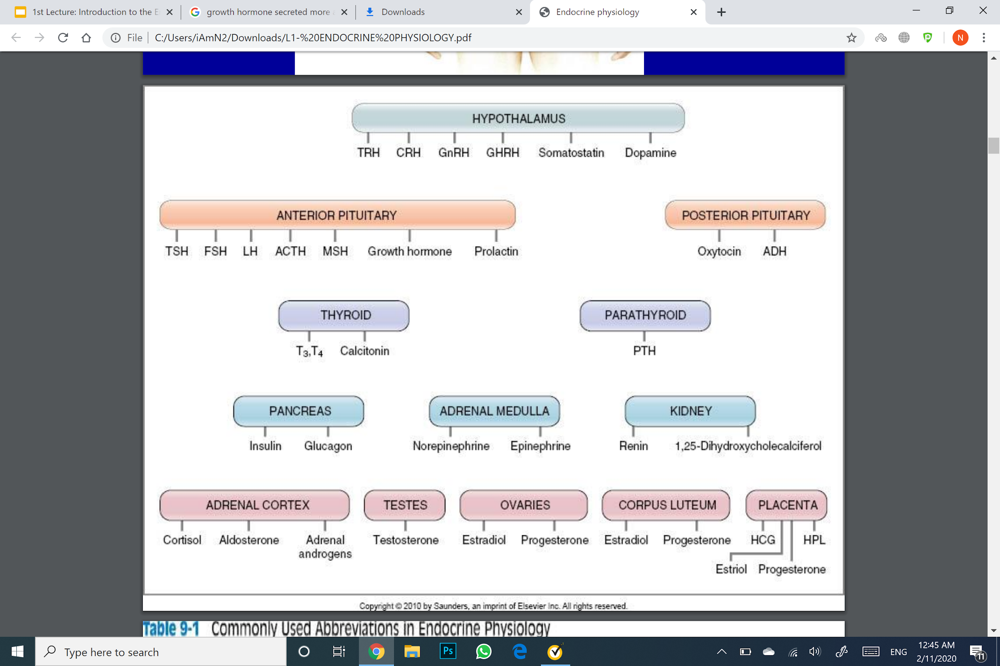 1st Lecture: Introduction to the E
growth hormone secreted more
Downloads
Endocrine physiology
File
C:/Users/iAmN2/Downloads/L1-%20ENDOCRINE%20PHYSIOLOGY.pdf
N
HYPOTHALAMUS
TRH CRH GnRH GHRH Somatostatin Dopamine
ANTERIOR PITUITARY POSTERIOR PITUITARY
TSH FSH LH ACTH MSH Growth hormone Prolactin Oxytocin ADH
THYROID PARATHYROID
T3,T4 Calcitonin PTH
PANCREAS ADRENAL MEDULLA KIDNEY
Insulin Glucagon Norepinephrine Epinephrine Renin 1,25-Dihydroxycholecalciferol
ADRENAL CORTEX TESTES OVARIES CORPUS LUTEUM PLACENTA
Cortisol Aldosterone Adrenal androgens Testosterone Estradiol Progesterone Estradiol Progesterone HCG HPL
Estriol Progesterone
Copyright © 2010 by Saunders, an imprint of Elsevier Inc. All rights reserved.
Table 9-1 Commonly Used Abbreviations in Endocrine Physiology
Type here to search
Ps
ENG
12:45 AM
2/11/2020
11